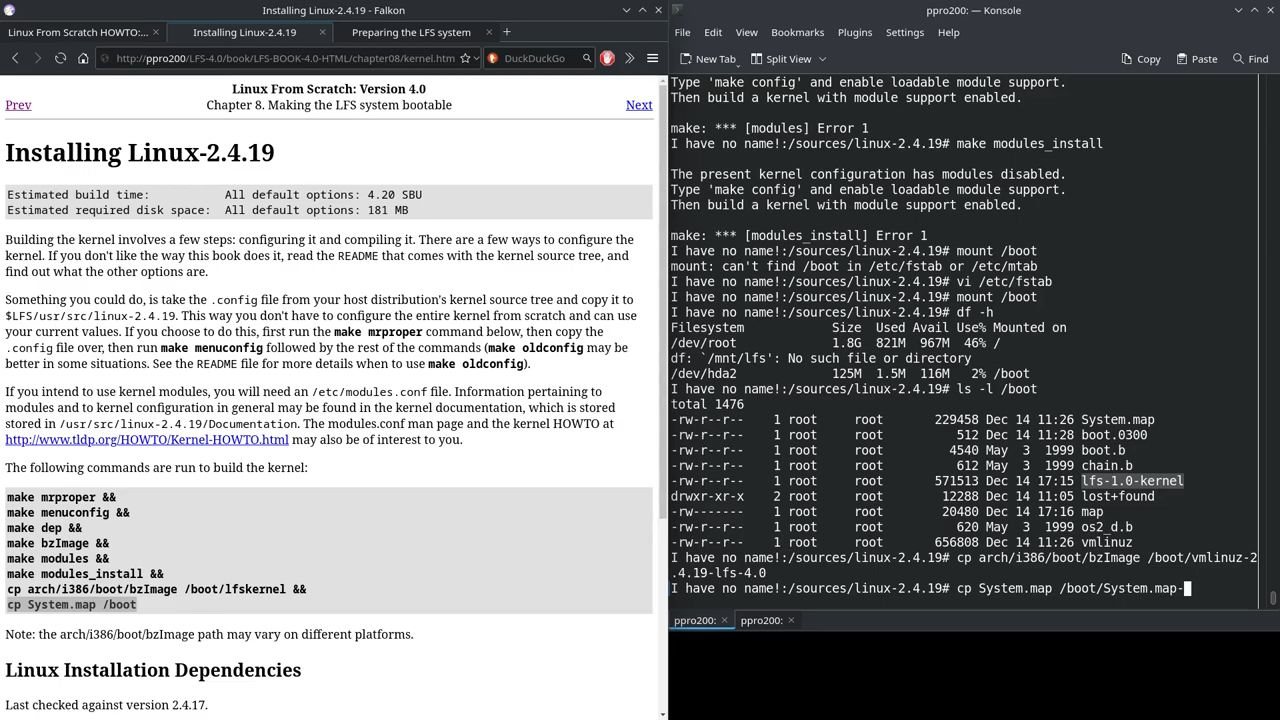 Installing Linux-2.4.19 - Falkon
Linux From Scratch HOWTO:...
Installing Linux-2.4.19
Preparing the LFS system
http://ppro200/LFS-4.0/book/LFS-BOOK-4.0-HTML/chapter08/kernel.htm
DuckDuckGo
Linux From Scratch: Version 4.0
Prev
Chapter 8. Making the LFS system bootable
Next
Installing Linux-2.4.19
Estimated build time: All default options: 4.20 SBU
Estimated required disk space: All default options: 181 MB
Building the kernel involves a few steps: configuring it and compiling it. There are a few ways to configure the
kernel. If you don't like the way this book does it, read the README that comes with the kernel source tree, and
find out what the other options are.
Something you could do, is take the .config file from your host distribution's kernel source tree and copy it to
$LFS/usr/src/linux-2.4.19. This way you don't have to configure the entire kernel from scratch and can use
your current values. If you choose to do this, first run the make mrproper command below, then copy the
.config file over, then run make menuconfig followed by the rest of the commands (make oldconfig may be
better in some situations. See the README file for more details when to use make oldconfig).
If you intend to use kernel modules, you will need an /etc/modules.conf file. Information pertaining to
modules and to kernel configuration in general may be found in the kernel documentation, which is stored
stored in /usr/src/linux-2.4.19/Documentation. The modules.conf man page and the kernel HOWTO at
http://www.tldp.org/HOWTO/Kernel-HOWTO.html may also be of interest to you.
The following commands are run to build the kernel:
make mrproper &&
make menuconfig &&
make dep &&
make bzImage &&
make modules &&
make modules_install &&
cp arch/i386/boot/bzImage /boot/lfskernel &&
cp System.map /boot
Note: the arch/i386/boot/bzImage path may vary on different platforms.
Linux Installation Dependencies
Last checked against version 2.4.17.
ppro200: — Konsole
File Edit View Bookmarks Plugins Settings Help
New Tab Split View Copy Paste Find
Type 'make config' and enable loadable module support.
Then build a kernel with module support enabled.
make: *** [modules] Error 1
I have no name!:/sources/linux-2.4.19# make modules_install
The present kernel configuration has modules disabled.
Type 'make config' and enable loadable module support.
Then build a kernel with module support enabled.
make: *** [modules_install] Error 1
I have no name!:/sources/linux-2.4.19# mount /boot
mount: can't find /boot in /etc/fstab or /etc/mtab
I have no name!:/sources/linux-2.4.19# vi /etc/fstab
I have no name!:/sources/linux-2.4.19# mount /boot
I have no name!:/sources/linux-2.4.19# df -h
Filesystem Size Used Avail Use% Mounted on
/dev/root 1.8G 821M 967M 46% /
df: `/mnt/lfs': No such file or directory
/dev/hda2 125M 1.5M 116M 2% /boot
I have no name!:/sources/linux-2.4.19# ls -l /boot
total 1476
-rw-r--r-- 1 root root 229458 Dec 14 11:26 System.map
-rw-r--r-- 1 root root 512 Dec 14 11:28 boot.0300
-rw-r--r-- 1 root root 4540 May 3 1999 boot.b
-rw-r--r-- 1 root root 612 May 3 1999 chain.b
-rw-r--r-- 1 root root 571513 Dec 14 17:15 lfs-1.0-kernel
drwxr-xr-x 2 root root 12288 Dec 14 11:05 lost+found
-rw------- 1 root root 20480 Dec 14 17:16 map
-rw-r--r-- 1 root root 620 May 3 1999 os2_d.b
-rw-r--r-- 1 root root 656808 Dec 14 11:26 vmlinuz
I have no name!:/sources/linux-2.4.19# cp arch/i386/boot/bzImage /boot/vmlinuz-2
.4.19-lfs-4.0
I have no name!:/sources/linux-2.4.19# cp System.map /boot/System.map-
ppro200: ppro200: